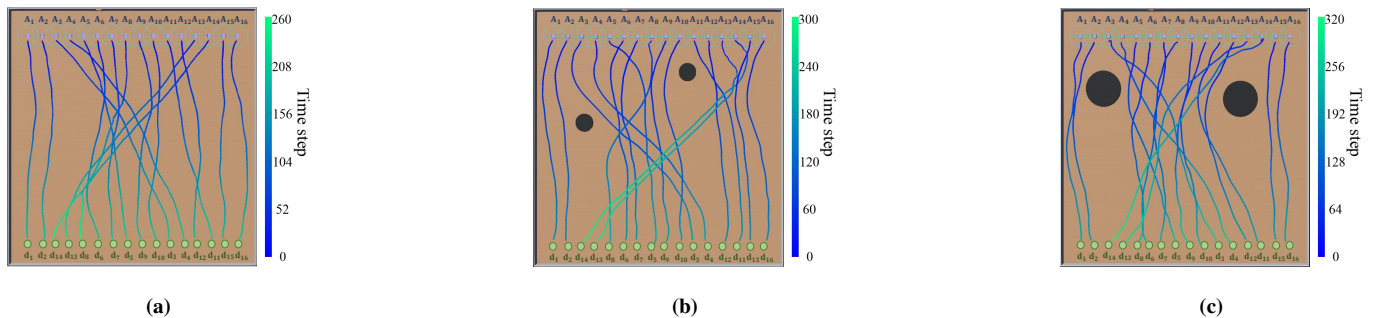 A1 A2 A3 A4 A5 A6 A7 A8 A9 A10 A11 A12 A13 A14 A15 A16
d1 d2 d14 d13 d8 d6 d7 d5 d9 d10 d3 d4 d12 d11 d15 d16
260
208
156
104
52
0
Time step
(a)
A1 A2 A3 A4 A5 A6 A7 A8 A9 A10 A11 A12 A13 A14 A15 A16
d1 d2 d14 d13 d8 d6 d7 d5 d9 d10 d3 d4 d12 d11 d15 d16
300
240
180
120
60
0
Time step
(b)
A1 A2 A3 A4 A5 A6 A7 A8 A9 A10 A11 A12 A13 A14 A15 A16
d1 d2 d14 d13 d8 d6 d7 d5 d9 d10 d3 d4 d12 d11 d15 d16
320
256
192
128
64
0
Time step
(c)